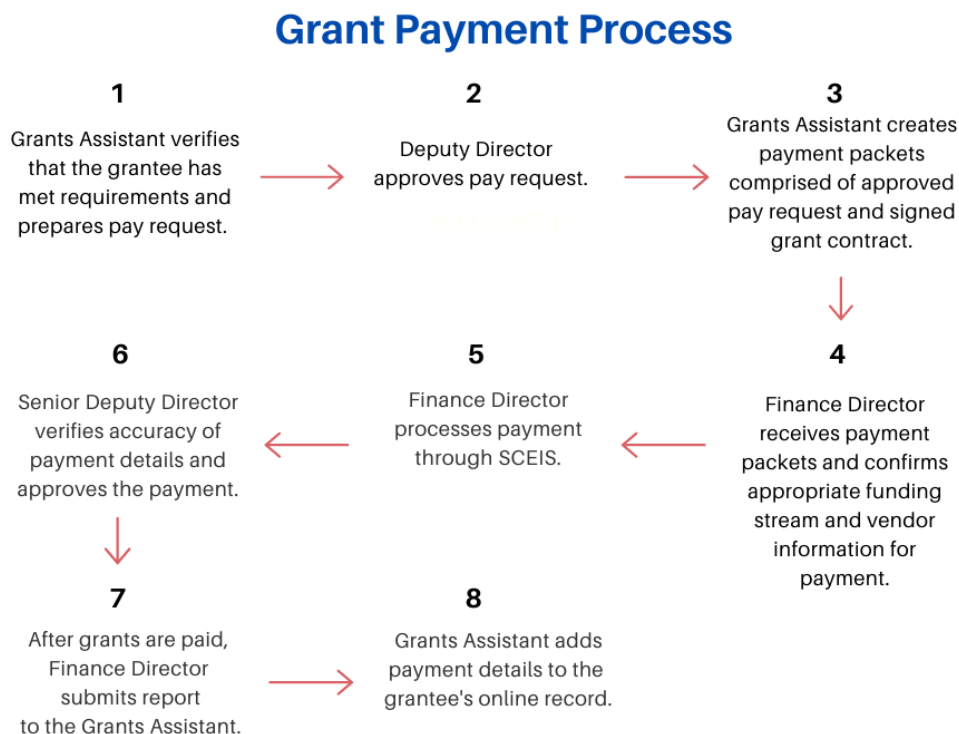 Grant Payment Process
1
Grants Assistant verifies
that the grantee has
met requirements and
prepares pay request.
2
Deputy Director
approves pay request.
3
Grants Assistant creates
payment packets
comprised of approved
pay request and signed
grant contract.
4
Finance Director
receives payment
packets and confirms
appropriate funding
stream and vendor
information for
payment.
5
Finance Director
processes payment
through SCEIS.
6
Senior Deputy Director
verifies accuracy of
payment details and
approves the payment.
7
After grants are paid,
Finance Director
submits report
to the Grants Assistant.
8
Grants Assistant adds
payment details to the
grantee's online record.